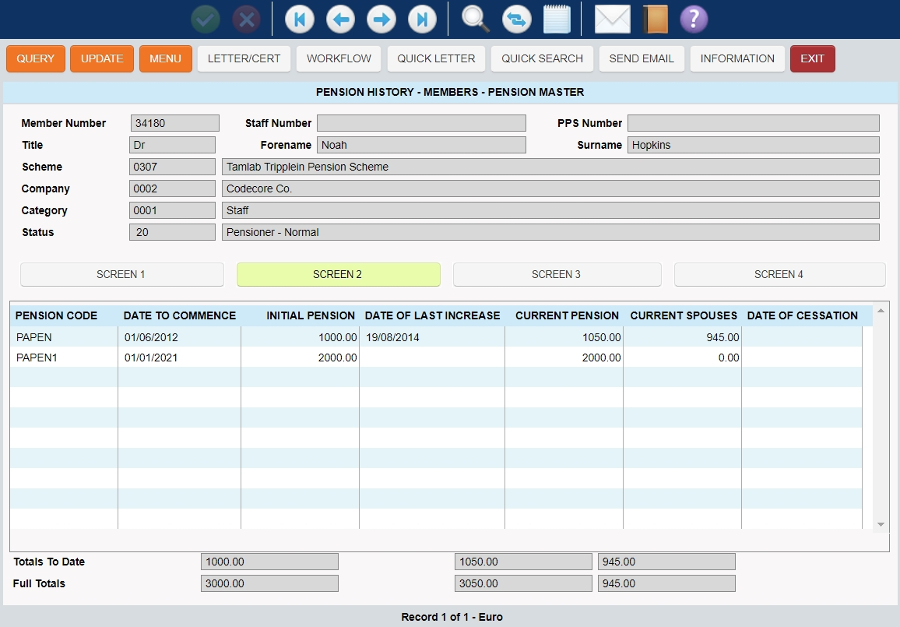 QUERY UPDATE MENU LETTER/CERT WORKFLOW QUICK LETTER QUICK SEARCH SEND EMAIL INFORMATION EXIT
PENSION HISTORY - MEMBERS - PENSION MASTER
Member Number 34180 Staff Number PPS Number
Title Dr Forename Noah Surname Hopkins
Scheme 0307 Tamlab Tripplein Pension Scheme
Company 0002 Codecore Co.
Category 0001 Staff
Status 20 Pensioner - Normal
SCREEN 1 SCREEN 2 SCREEN 3 SCREEN 4
PENSION CODE DATE TO COMMENCE INITIAL PENSION DATE OF LAST INCREASE CURRENT PENSION CURRENT SPOUSES DATE OF CESSATION
PAPEN 01/06/2012 1000.00 19/08/2014 1050.00 945.00
PAPEN1 01/01/2021 2000.00 2000.00 0.00
Totals To Date 1000.00 1050.00 945.00
Full Totals 3000.00 3050.00 945.00
Record 1 of 1 - Euro